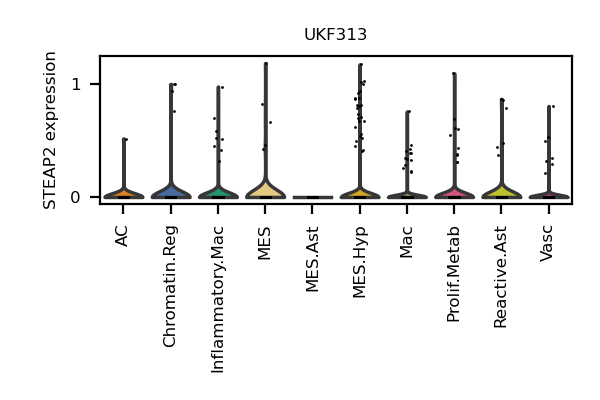 UKF313
STEAP2 expression
1
0
AC
Chromatin.Reg
Inflammatory.Mac
MES
MES.Ast
MES.Hyp
Mac
Prolif.Metab
Reactive.Ast
Vasc